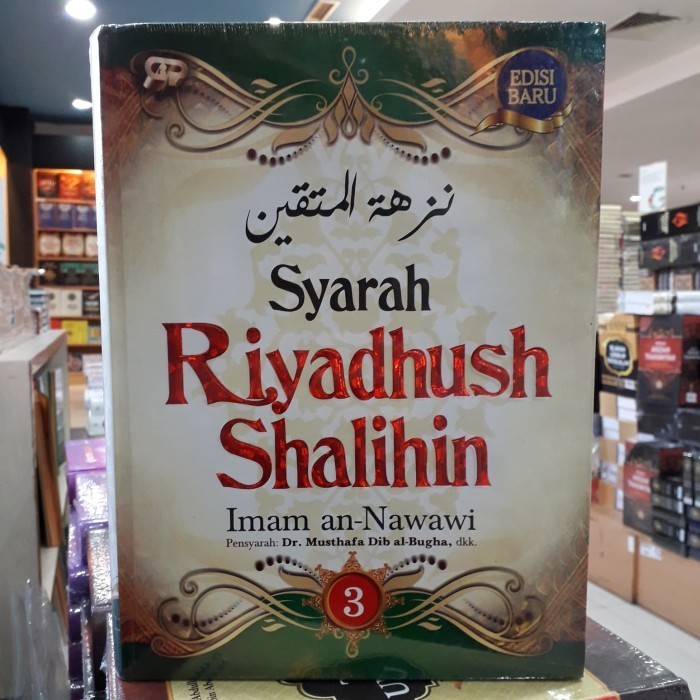 EDISI
BARU
نزهة المتقين
Syarah
Riyadhush
Shalihin
Imam an-Nawawi
Pensyarah: Dr. Musthafa Dib al-Bugha, dkk.
3